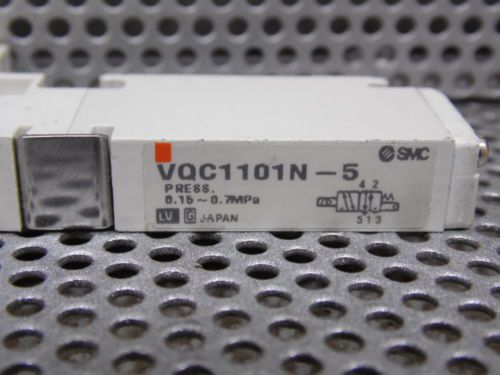 SMC
VQC1101N-5
PRESS.
0.15~0.7MPa
LV G JAPAN
4 2
5 1 3